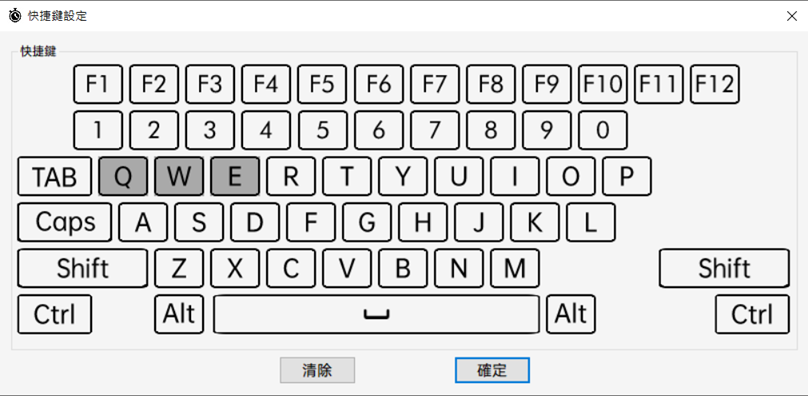 快捷鍵設定
快捷鍵
F1 F2 F3 F4 F5 F6 F7 F8 F9 F10 F11 F12
1 2 3 4 5 6 7 8 9 0
TAB Q W E R T Y U I O P
Caps A S D F G H J K L
Shift Z X C V B N M Shift
Ctrl Alt Alt Ctrl
清除 確定